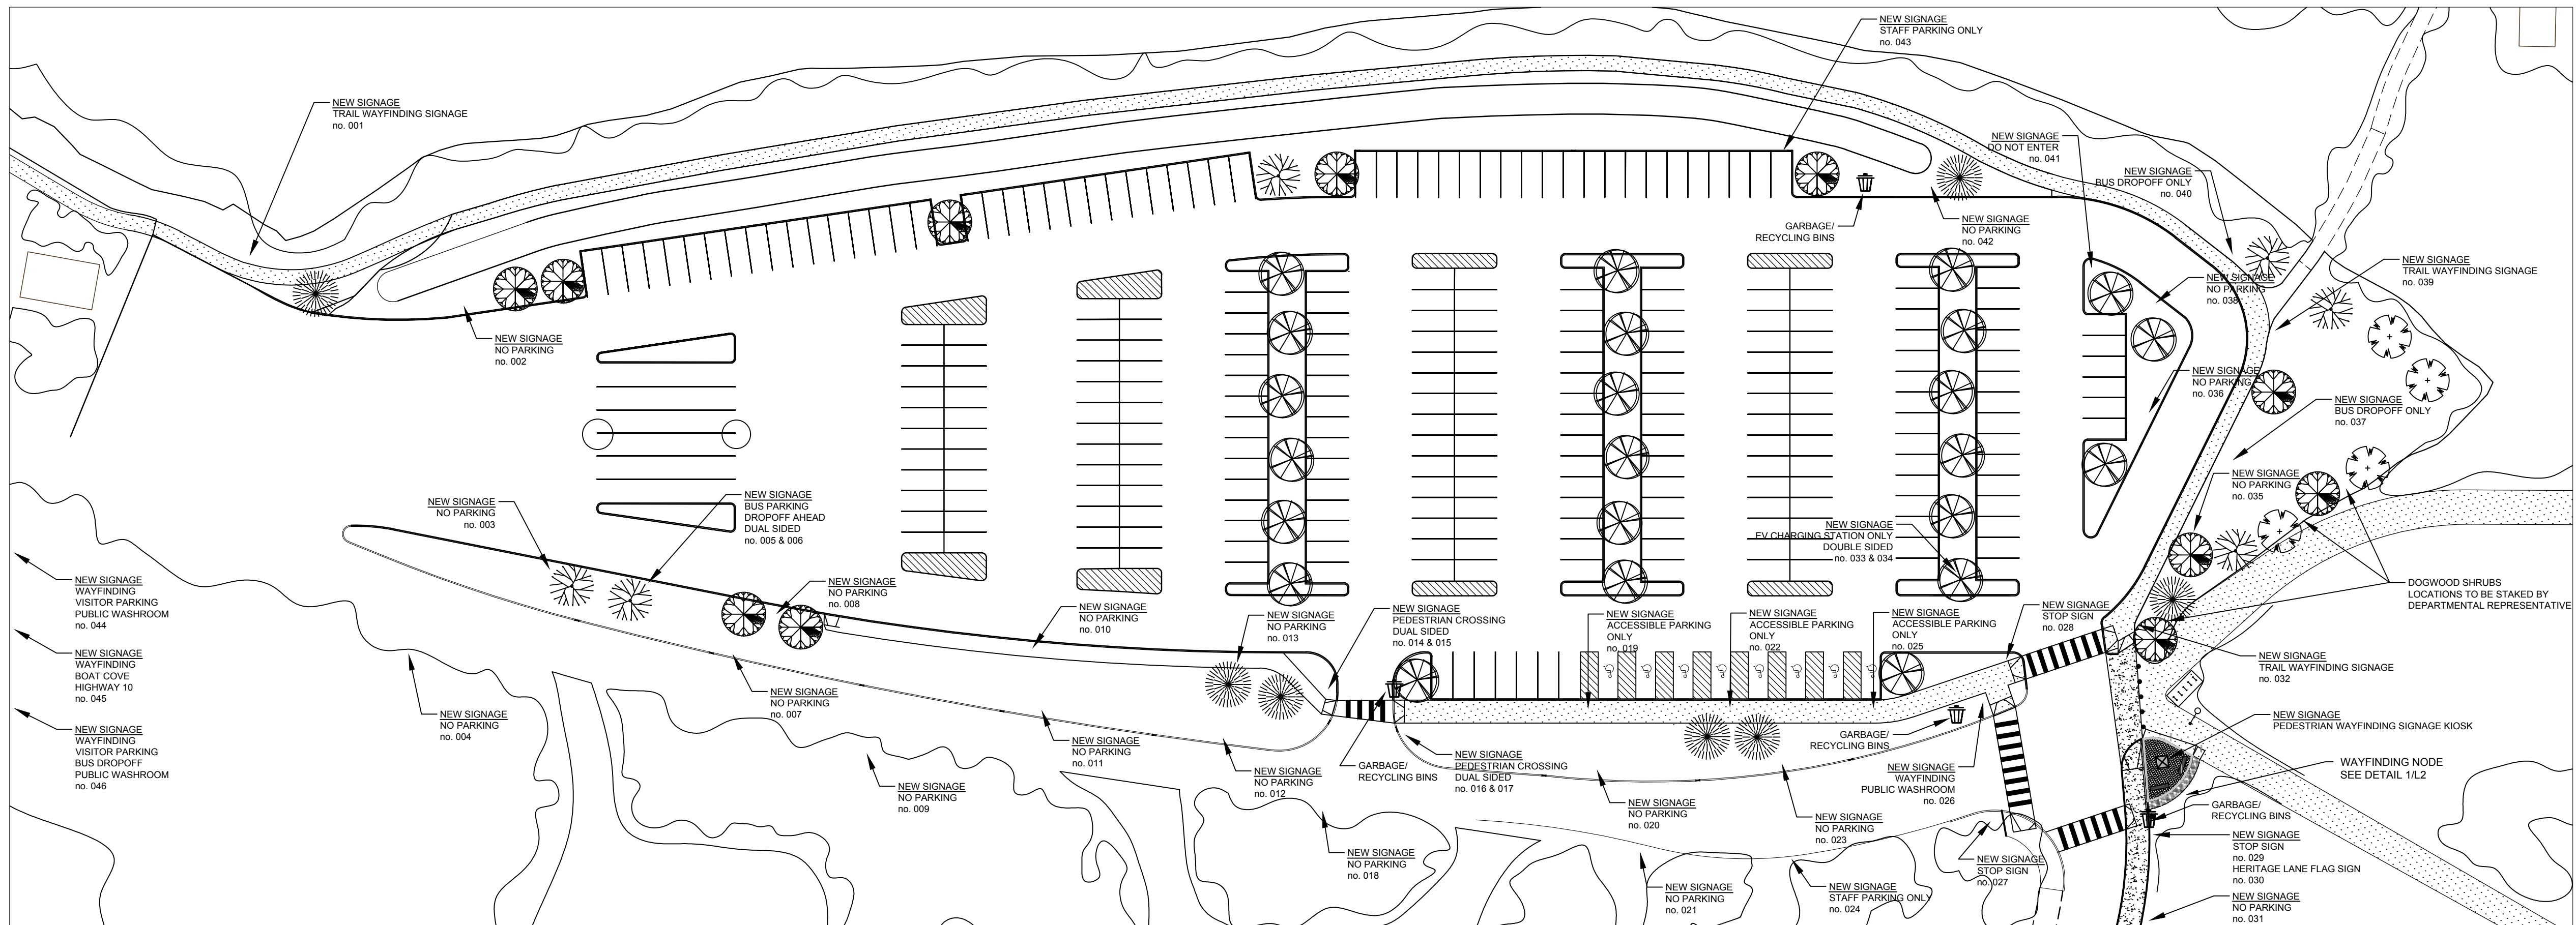 NEW SIGNAGE
STAFF PARKING ONLY
no. 043
NEW SIGNAGE
TRAIL WAYFINDING SIGNAGE
no. 001
NEW SIGNAGE
DO NOT ENTER
no. 041
NEW SIGNAGE
BUS DROPOFF ONLY
no. 040
GARBAGE/
RECYCLING BINS
NEW SIGNAGE
NO PARKING
no. 042
NEW SIGNAGE
TRAIL WAYFINDING SIGNAGE
no. 039
NEW SIGNAGE
NO PARKING
no. 038
NEW SIGNAGE
NO PARKING
no. 002
NEW SIGNAGE
NO PARKING
no. 036
NEW SIGNAGE
BUS DROPOFF ONLY
no. 037
NEW SIGNAGE
NO PARKING
no. 035
NEW SIGNAGE
NO PARKING
no. 003
NEW SIGNAGE
BUS PARKING
DROPOFF AHEAD
DUAL SIDED
no. 005 & 006
NEW SIGNAGE
EV CHARGING STATION ONLY
DOUBLE SIDED
no. 033 & 034
NEW SIGNAGE
WAYFINDING
VISITOR PARKING
PUBLIC WASHROOM
no. 044
NEW SIGNAGE
NO PARKING
no. 008
DOGWOOD SHRUBS
LOCATIONS TO BE STAKED BY
DEPARTMENTAL REPRESENTATIVE
NEW SIGNAGE
NO PARKING
no. 010
NEW SIGNAGE
NO PARKING
no. 013
NEW SIGNAGE
PEDESTRIAN CROSSING
DUAL SIDED
no. 014 & 015
NEW SIGNAGE
ACCESSIBLE PARKING
ONLY
no. 019
NEW SIGNAGE
ACCESSIBLE PARKING
ONLY
no. 022
NEW SIGNAGE
ACCESSIBLE PARKING
ONLY
no. 025
NEW SIGNAGE
STOP SIGN
no. 028
NEW SIGNAGE
WAYFINDING
BOAT COVE
HIGHWAY 10
no. 045
NEW SIGNAGE
TRAIL WAYFINDING SIGNAGE
no. 032
NEW SIGNAGE
NO PARKING
no. 007
NEW SIGNAGE
NO PARKING
no. 004
NEW SIGNAGE
PEDESTRIAN WAYFINDING SIGNAGE KIOSK
NEW SIGNAGE
WAYFINDING
VISITOR PARKING
BUS DROPOFF
PUBLIC WASHROOM
no. 046
NEW SIGNAGE
NO PARKING
no. 011
GARBAGE/
RECYCLING BINS
NEW SIGNAGE
PEDESTRIAN CROSSING
DUAL SIDED
no. 016 & 017
GARBAGE/
RECYCLING BINS
WAYFINDING NODE
SEE DETAIL 1/L2
NEW SIGNAGE
NO PARKING
no. 012
NEW SIGNAGE
WAYFINDING
PUBLIC WASHROOM
no. 026
NEW SIGNAGE
NO PARKING
no. 009
NEW SIGNAGE
NO PARKING
no. 020
NEW SIGNAGE
NO PARKING
no. 023
GARBAGE/
RECYCLING BINS
NEW SIGNAGE
STOP SIGN
no. 029
HERITAGE LANE FLAG SIGN
no. 030
NEW SIGNAGE
NO PARKING
no. 018
NEW SIGNAGE
STOP SIGN
no. 027
NEW SIGNAGE
NO PARKING
no. 021
NEW SIGNAGE
STAFF PARKING ONLY
no. 024
NEW SIGNAGE
NO PARKING
no. 031